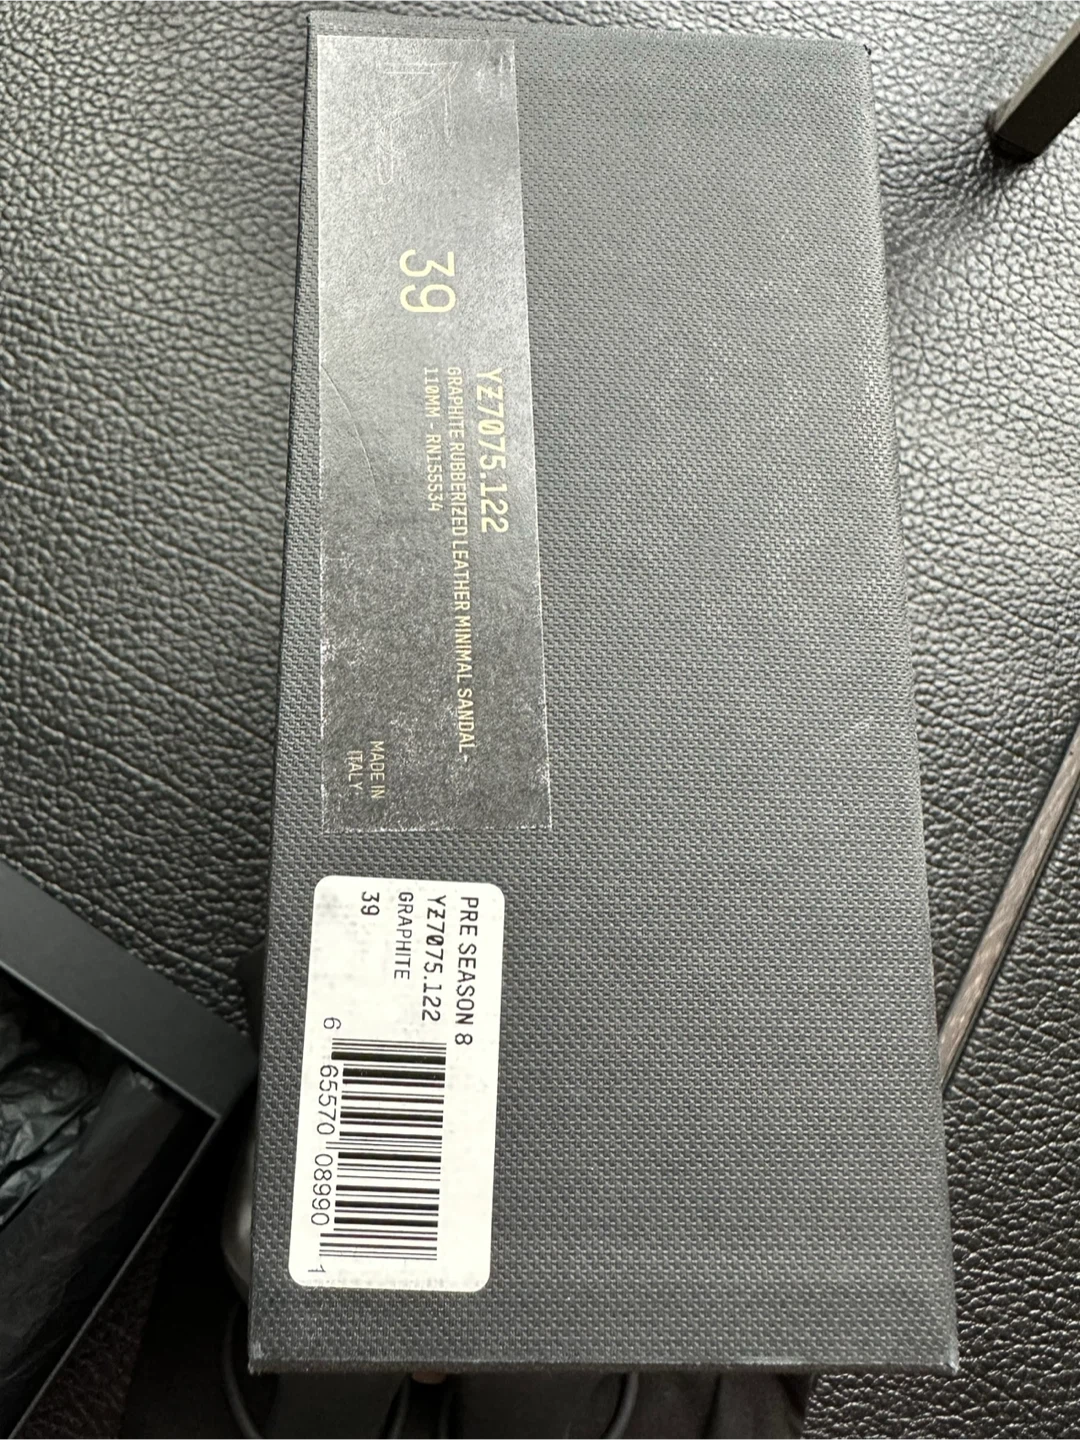 39
YZ7075.122
GRAPHITE RUBBERIZED LEATHER MINIMAL SANDAL-
110MM - RN155534
MADE IN
ITALY
PRE SEASON 8
YZ7075.122
GRAPHITE
39
6 65570 08990 1